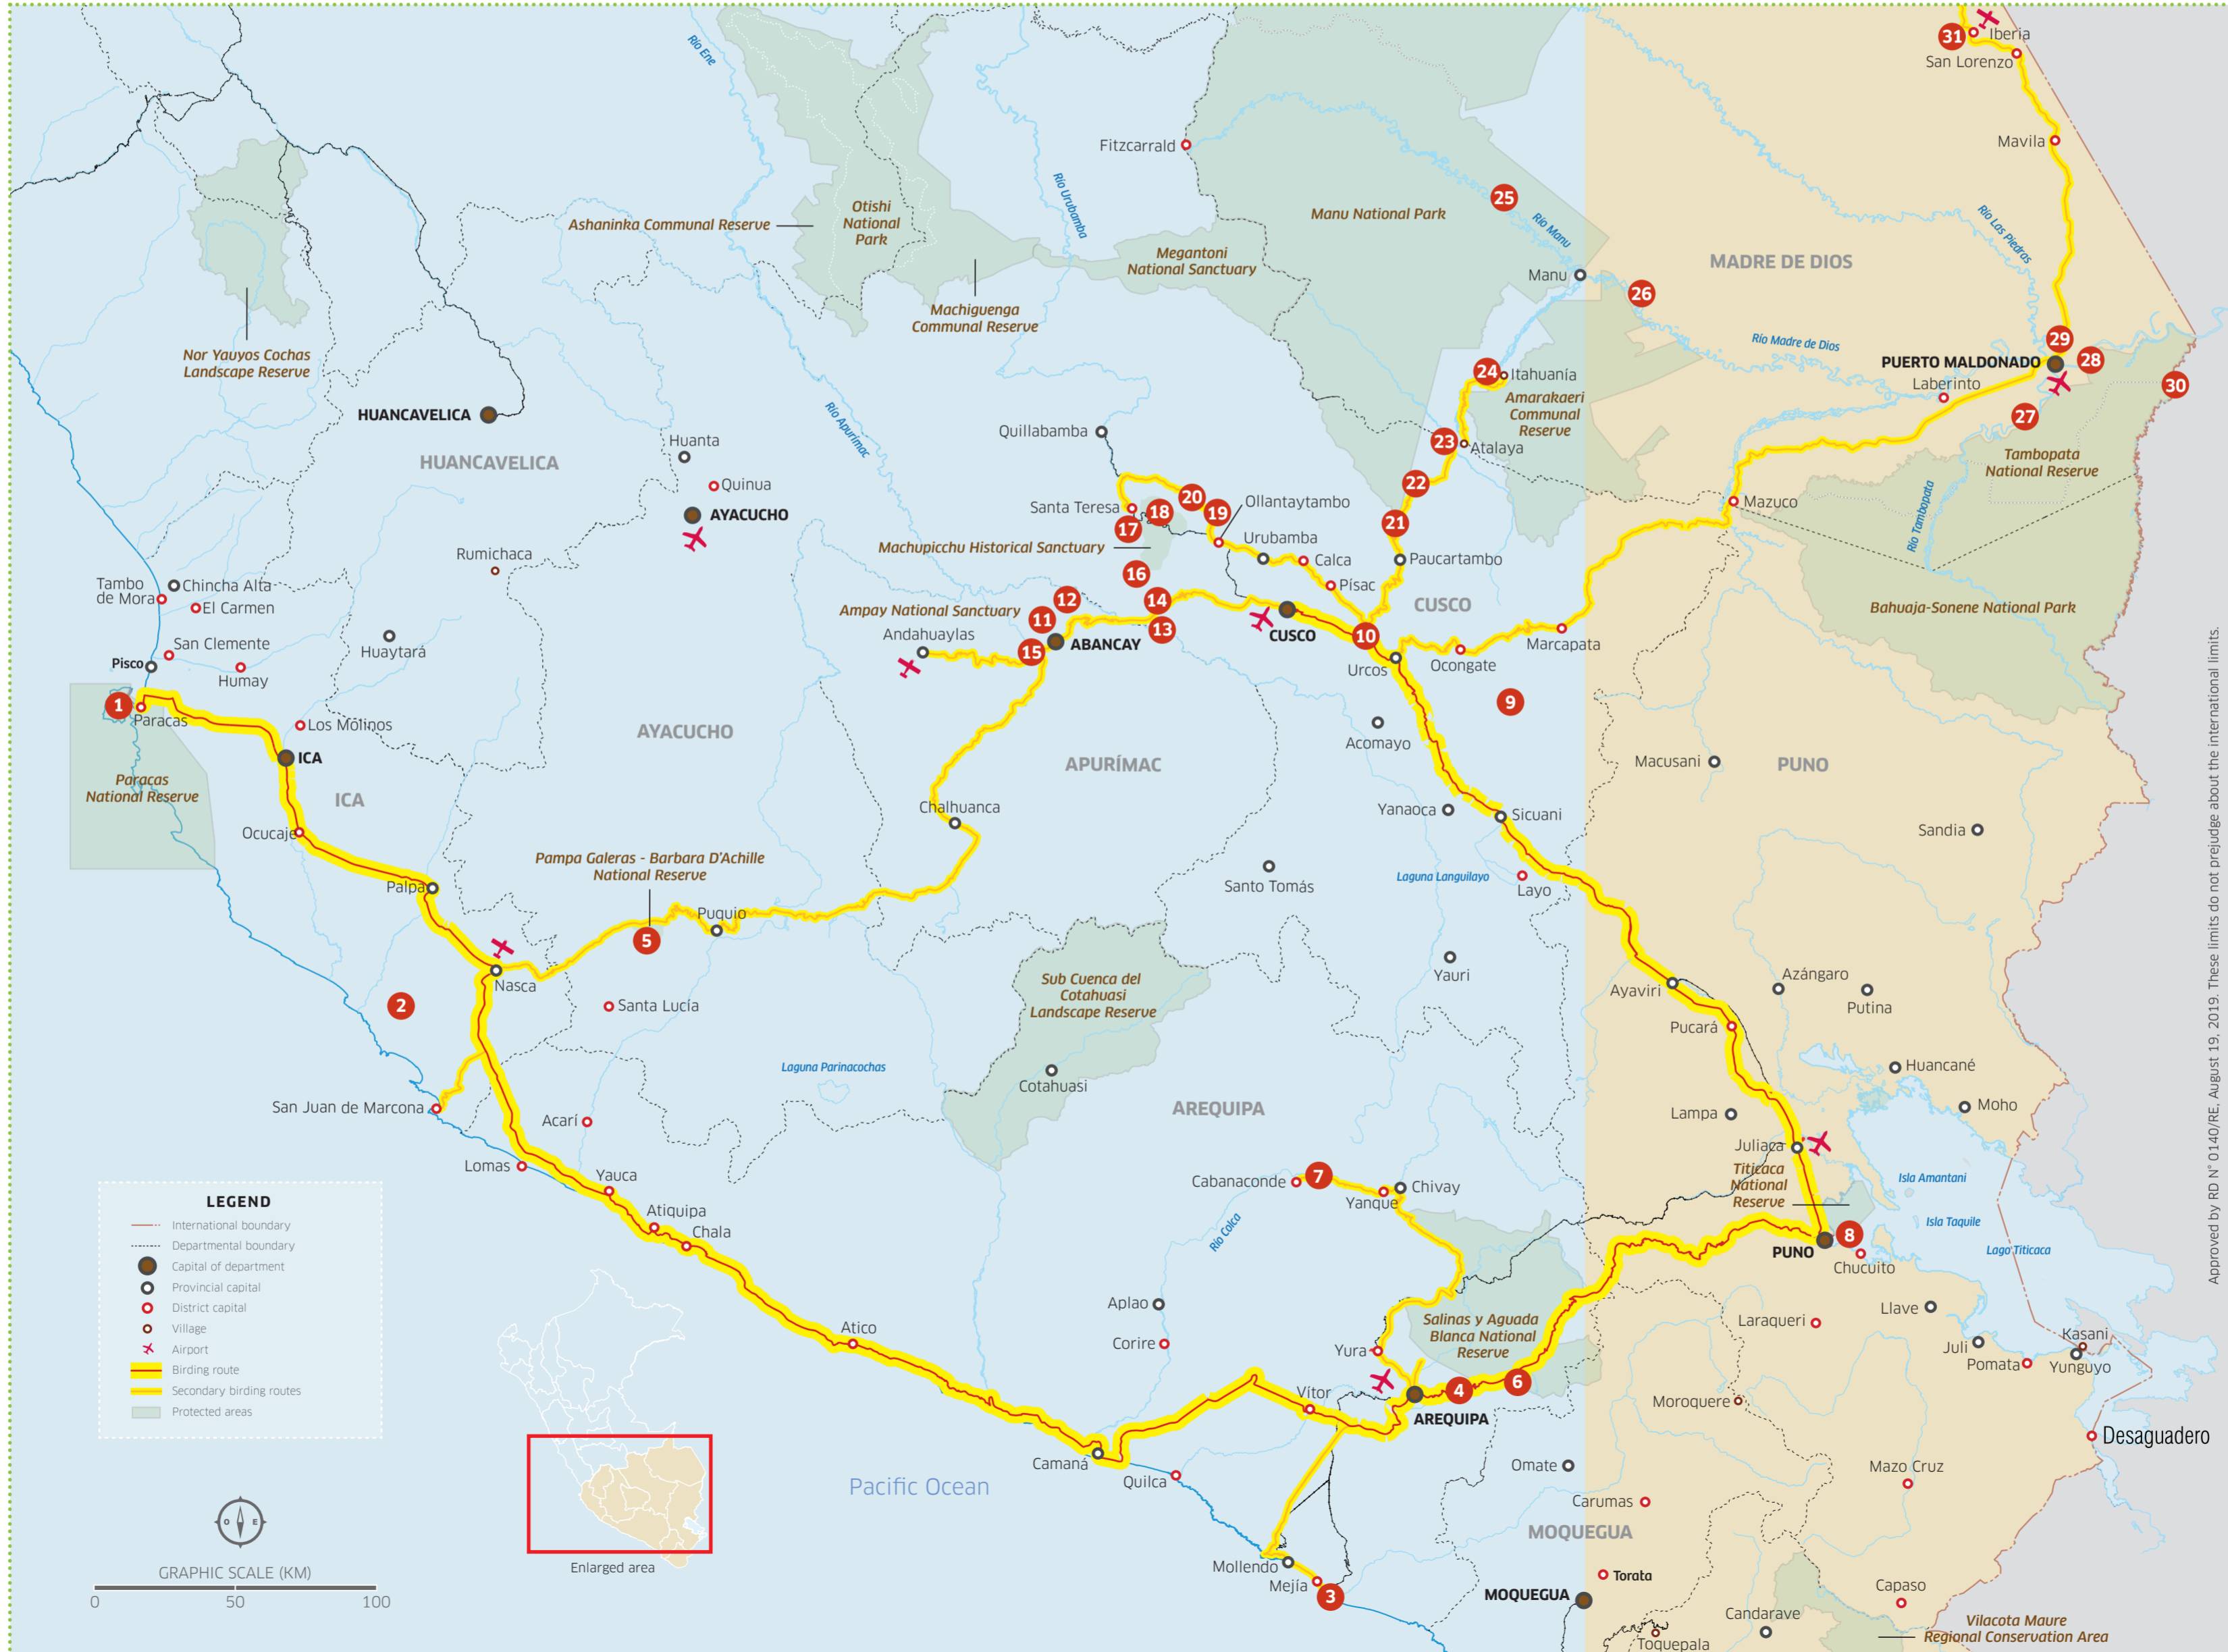 31
Iberia
San Lorenzo
Río Ene
Fitzcarrald
Mavila
Río Urubamba
25
Otishi
National
Park
Ashaninka Communal Reserve
Manu National Park
Río Manu
Río Las Piedras
Megantoni
National Sanctuary
MADRE DE DIOS
Manu
26
Machiguenga
Communal Reserve
Nor Yauyos Cochas
Landscape Reserve
Río Madre de Dios
29
28
PUERTO MALDONADO
30
24
Itahuanía
Laberinto
Amarakaeri
Communal
Reserve
27
HUANCAVELICA
Río Apurímac
Quillabamba
Huanta
23
Atalaya
HUANCAVELICA
Tambopata
National Reserve
Quinua
22
20
Santa Teresa
18
19
Ollantaytambo
Mazuco
AYACUCHO
17
21
Río Tambopata
Urubamba
Machupicchu Historical Sanctuary
Rumichaca
Calca
Paucartambo
16
Tambo
de Mora
Chincha Alta
Písac
El Carmen
12
14
CUSCO
Ampay National Sanctuary
11
Bahuaja-Sonene National Park
13
CUSCO
Andahuaylas
10
San Clemente
Huaytará
ABANCAY
Marcapata
15
Pisco
Ocongate
Urcos
Humay
9
1
Paracas
Los Molinos
AYACUCHO
Acomayo
ICA
APURÍMAC
Macusani
PUNO
Paracas
National Reserve
ICA
Chalhuanca
Yanaoca
Sicuani
Ocucaje
Sandia
Pampa Galeras - Barbara D'Achille
National Reserve
Santo Tomás
Laguna Languilayo
Layo
Palpa
Puquio
5
Nasca
Yauri
Azángaro
Sub Cuenca del
Cotahuasi
Landscape Reserve
Ayaviri
Putina
2
Santa Lucía
Pucará
Laguna Parinacochas
Cotahuasi
Huancané
San Juan de Marcona
AREQUIPA
Moho
Acarí
Lampa
Juliaca
Lomas
Titicaca
National
Reserve
Yauca
Cabanaconde
7
Yanque
Chivay
Isla Amantani
Atiquipa
Chala
Río Colca
Isla Taquile
8
Lago Titicaca
PUNO
Chucuito
Aplao
Llave
Laraqueri
Salinas y Aguada
Blanca National
Reserve
Atico
Corire
Yura
Kasani
Juli
Pomata
Yunguyo
6
4
Vítor
AREQUIPA
Moroquere
Desaguadero
Camaná
Quilca
Omate
Mazo Cruz
Pacific Ocean
Carumas
MOQUEGUA
Mollendo
Mejía
3
Torata
MOQUEGUA
Capaso
Candarave
Vilacota Maure
Regional Conservation Area
Toquepala
LEGEND
International boundary
Departmental boundary
Capital of department
Provincial capital
District capital
Village
Airport
Birding route
Secondary birding routes
Protected areas
O E
GRAPHIC SCALE (KM)
0 50 100
Enlarged area
Approved by RD N° 0140/RE, August 19, 2019. These limits do not prejudge about the international limits.